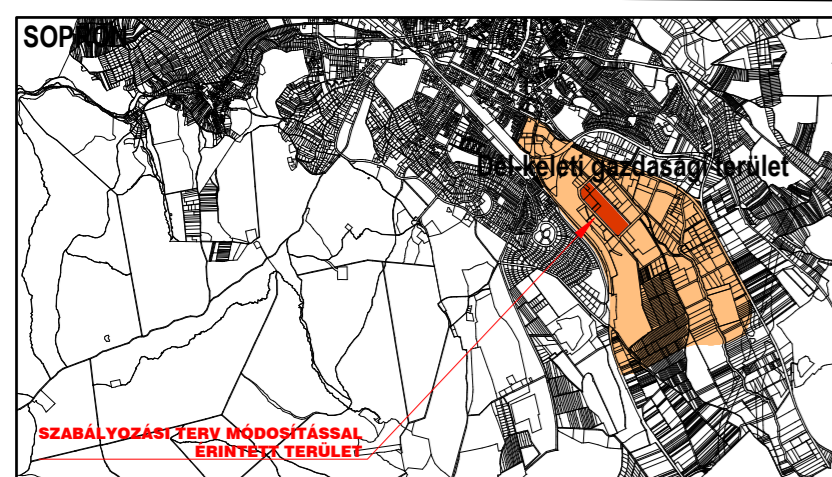 SOPRON
Dél-keleti gazdasági terület
SZABÁLYOZÁSI TERV MÓDOSÍTÁSSAL
ÉRINTETT TERÜLET